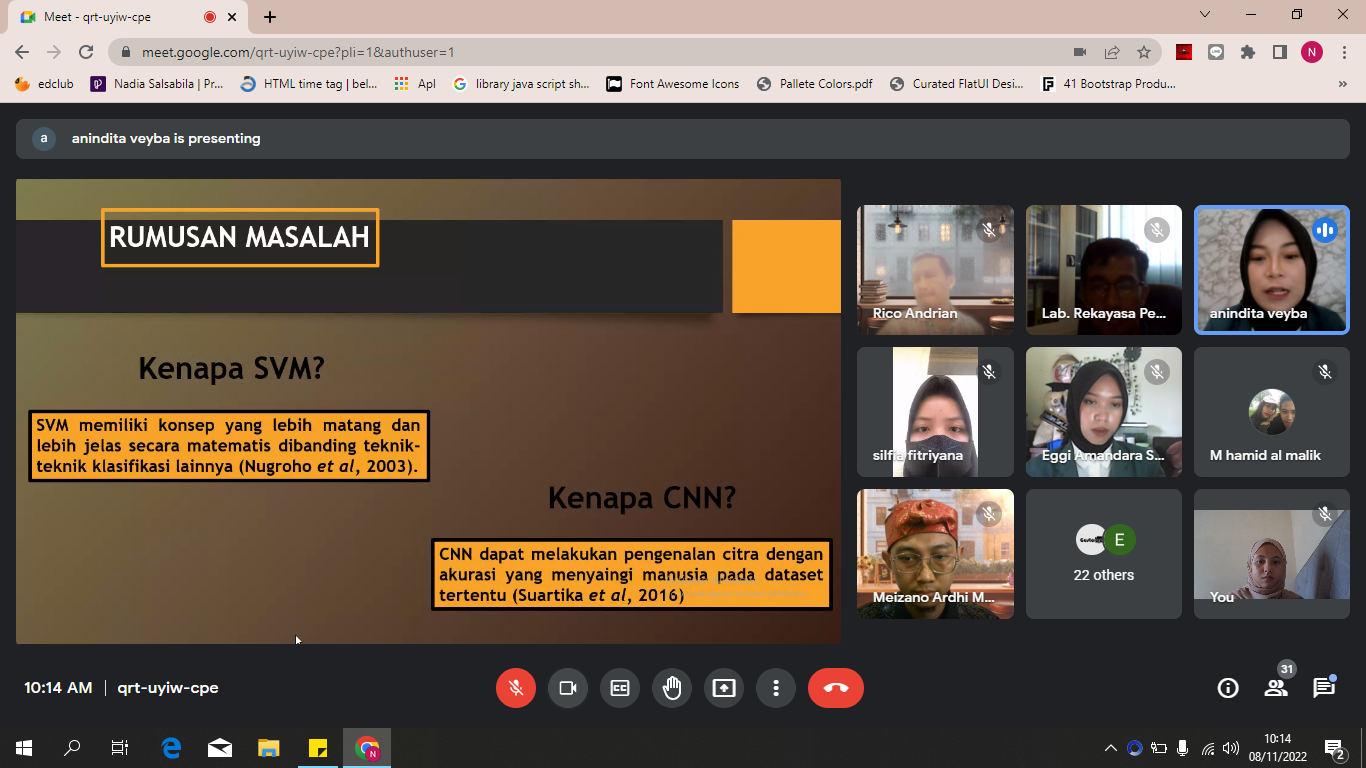 Meet - qrt-uyiw-cpe
meet.google.com/qrt-uyiw-cpe?pli=1&authuser=1
N
edclub
Nadia Salsabila | Pr...
HTML time tag | bel...
Apl
library java script sh...
Font Awesome Icons
Pallete Colors.pdf
Curated FlatUI Desi...
41 Bootstrap Produ...
»
a
anindita veyba is presenting
RUMUSAN MASALAH
Kenapa SVM?
SVM memiliki konsep yang lebih matang dan
lebih jelas secara matematis dibanding teknik-
teknik klasifikasi lainnya (Nugroho et al, 2003).
Kenapa CNN?
CNN dapat melakukan pengenalan citra dengan
akurasi yang menyaingi manusia pada dataset
tertentu (Suartika et al, 2016)
Rico Andrian
Lab. Rekayasa Pe...
anindita veyba
silfia fitriyana
Eggi Amandara S...
M hamid al malik
Meizano Ardhi M...
E
22 others
You
10:14 AM | qrt-uyiw-cpe
CC
31
N
10:14
08/11/2022
2